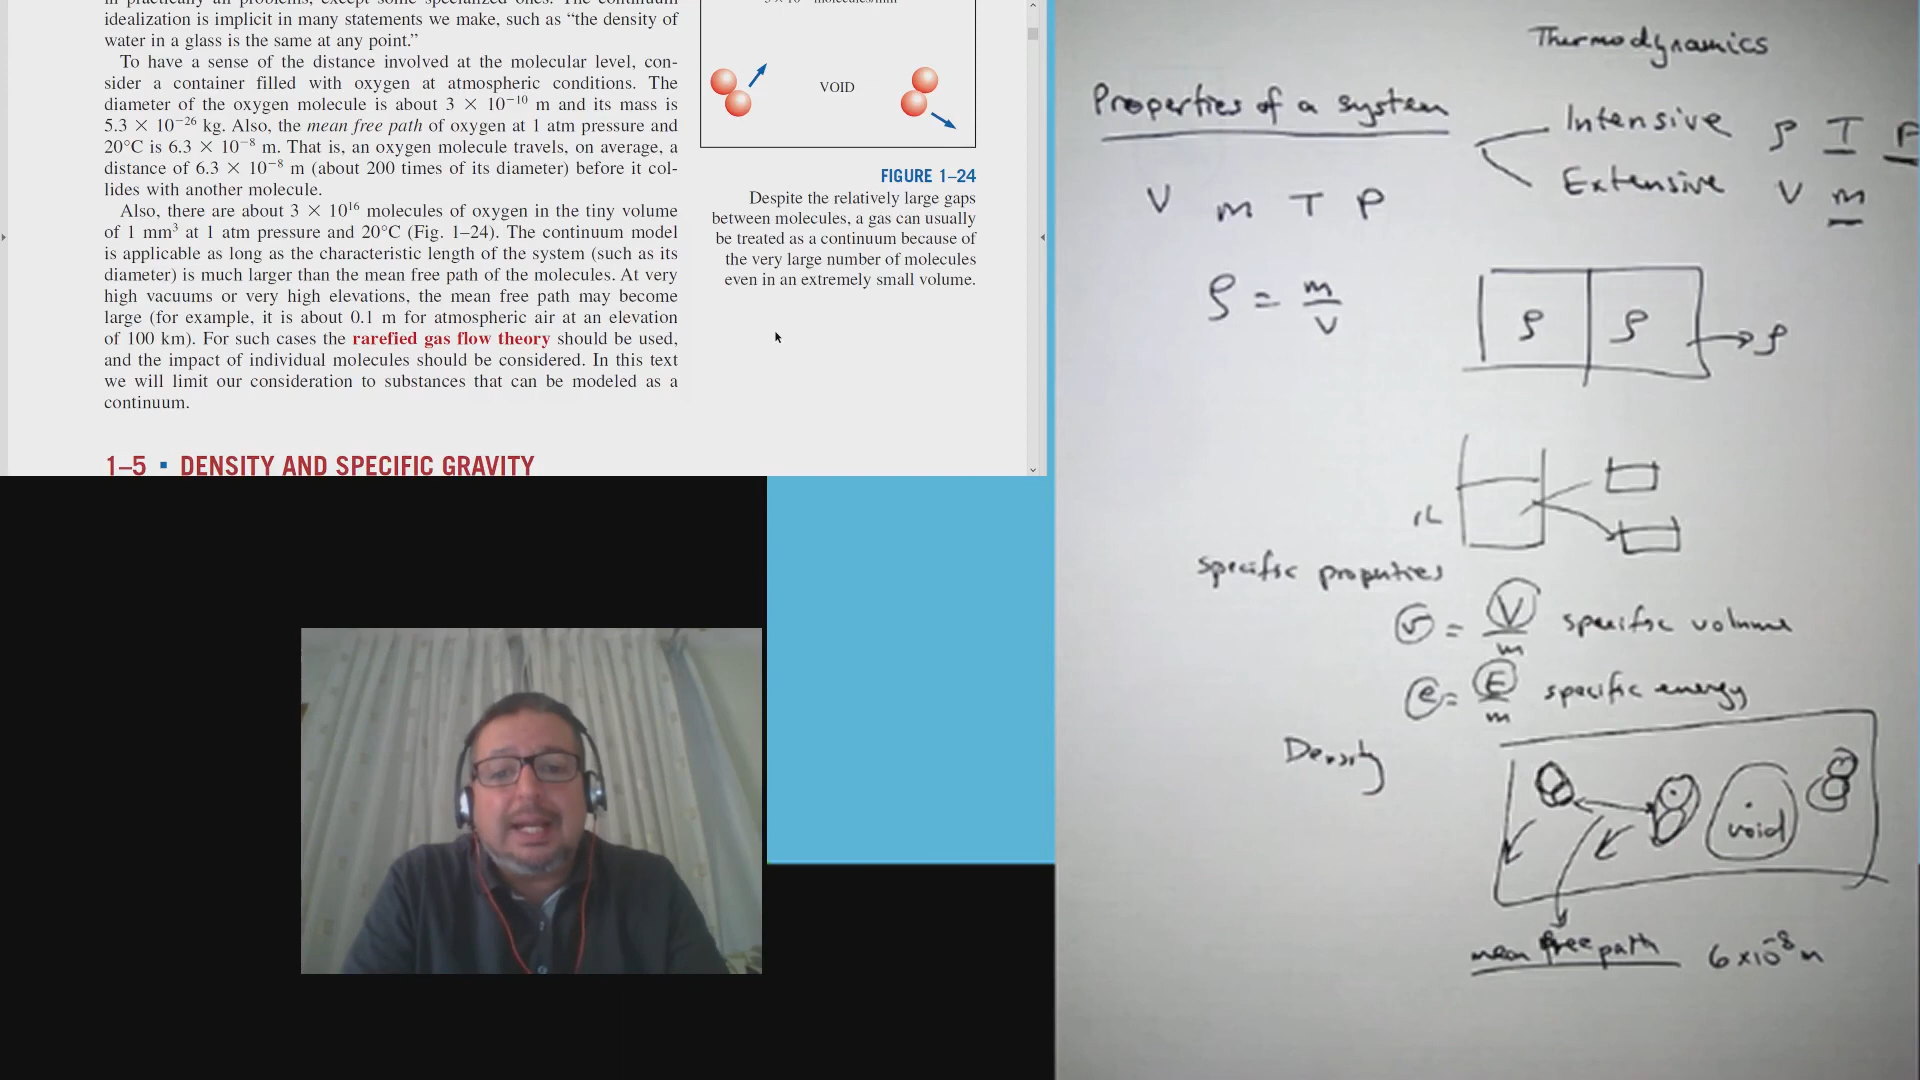 idealization is implicit in many statements we make, such as “the density of
water in a glass is the same at any point.”
To have a sense of the distance involved at the molecular level, con-
sider a container filled with oxygen at atmospheric conditions. The
diameter of the oxygen molecule is about 3 × 10⁻¹⁰ m and its mass is
5.3 × 10⁻²⁶ kg. Also, the mean free path of oxygen at 1 atm pressure and
20°C is 6.3 × 10⁻⁸ m. That is, an oxygen molecule travels, on average, a
distance of 6.3 × 10⁻⁸ m (about 200 times of its diameter) before it col-
lides with another molecule.
Also, there are about 3 × 10¹⁶ molecules of oxygen in the tiny volume
of 1 mm³ at 1 atm pressure and 20°C (Fig. 1–24). The continuum model
is applicable as long as the characteristic length of the system (such as its
diameter) is much larger than the mean free path of the molecules. At very
high vacuums or very high elevations, the mean free path may become
large (for example, it is about 0.1 m for atmospheric air at an elevation
of 100 km). For such cases the rarefied gas flow theory should be used,
and the impact of individual molecules should be considered. In this text
we will limit our consideration to substances that can be modeled as a
continuum.
1–5 ▪ DENSITY AND SPECIFIC GRAVITY
VOID
FIGURE 1–24
Despite the relatively large gaps
between molecules, a gas can usually
be treated as a continuum because of
the very large number of molecules
even in an extremely small volume.
Thermodynamics
Properties of a system
Intensive ρ T P
Extensive V m
V m T P
ρ = m/V
ρ ρ → ρ
1L
specific properties
v = V/m specific volume
e = E/m specific energy
Density
void
mean free path 6×10⁻⁸ m